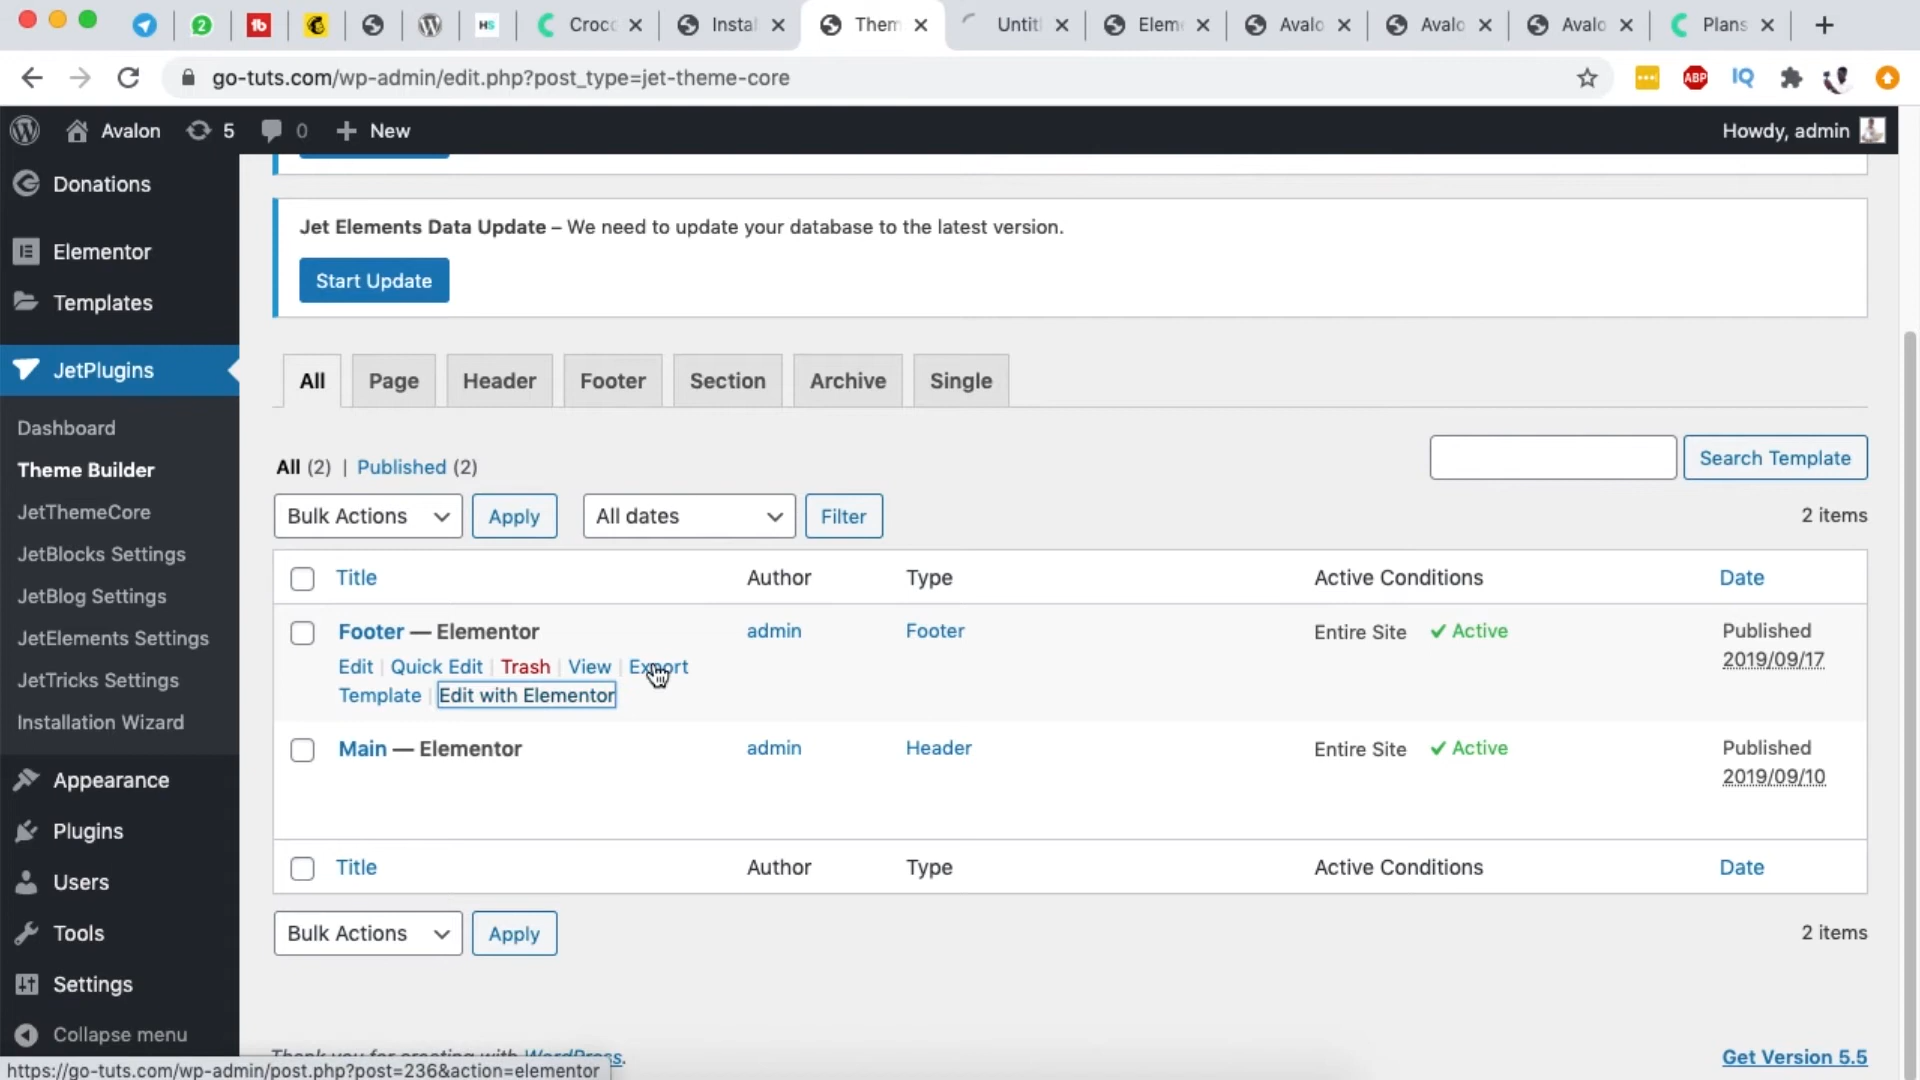 Croco
Instal
Them
Untitl
Eleme
Avalo
Avalo
Avalo
Plans
go-tuts.com/wp-admin/edit.php?post_type=jet-theme-core
ABP
IQ
Avalon
5
0
New
Howdy, admin
Donations
Elementor
Templates
JetPlugins
Dashboard
Theme Builder
JetThemeCore
JetBlocks Settings
JetBlog Settings
JetElements Settings
JetTricks Settings
Installation Wizard
Appearance
Plugins
Users
Tools
Settings
Collapse menu
Jet Elements Data Update – We need to update your database to the latest version.
Start Update
All
Page
Header
Footer
Section
Archive
Single
All (2) | Published (2)
Search Template
Bulk Actions
Apply
All dates
Filter
2 items
Title
Author
Type
Active Conditions
Date
Footer — Elementor
admin
Footer
Entire Site
Active
Published
2019/09/17
Edit | Quick Edit | Trash | View | Export
Template | Edit with Elementor
Main — Elementor
admin
Header
Entire Site
Active
Published
2019/09/10
Title
Author
Type
Active Conditions
Date
Bulk Actions
Apply
2 items
Thank you for creating with WordPress.
Get Version 5.5
https://go-tuts.com/wp-admin/post.php?post=236&action=elementor